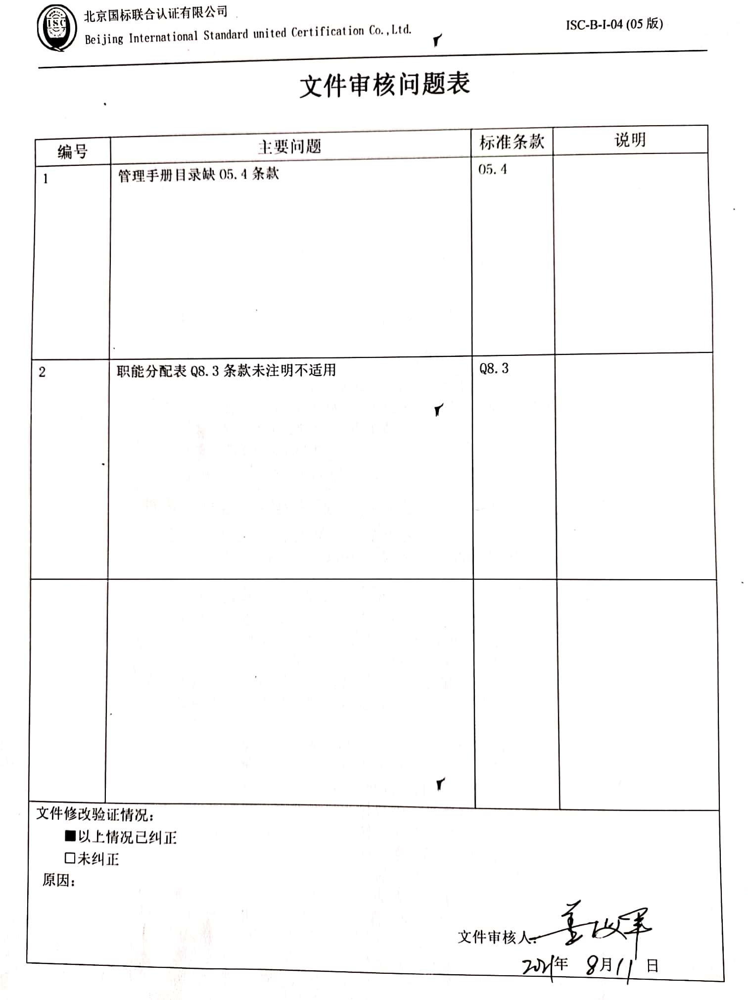 ISC
北京国标联合认证有限公司
Beijing International Standard united Certification Co.,Ltd.
ISC-B-I-04 (05 版)
文件审核问题表
编号 主要问题 标准条款 说明
1 管理手册目录缺 05.4 条款 05.4
2 职能分配表 Q8.3 条款未注明不适用 Q8.3
文件修改验证情况：
■以上情况已纠正
□未纠正
原因：
文件审核人：
2021年 8月11日